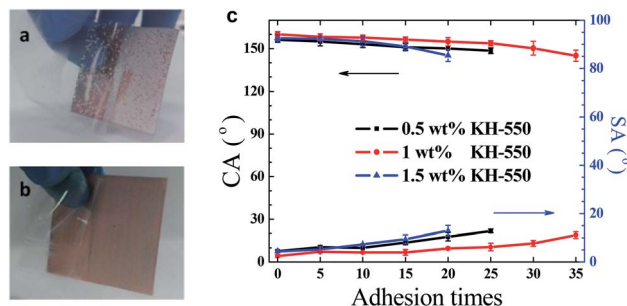 a
b
c
180
150
120
90
60
30
0
CA (°)
0.5 wt% KH-550
1 wt% KH-550
1.5 wt% KH-550
100
80
60
40
20
0
SA (°)
0 5 10 15 20 25 30 35
Adhesion times